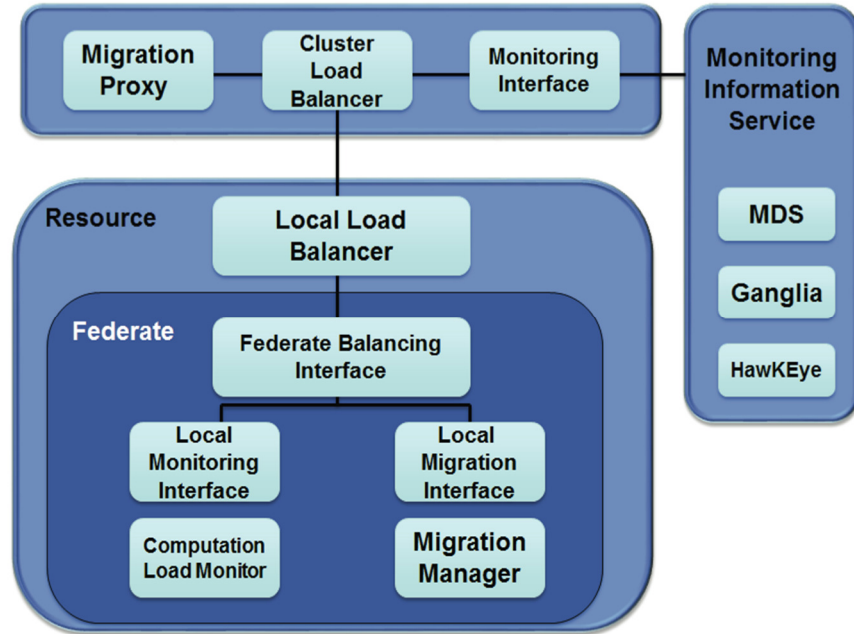 Migration
Proxy
Cluster
Load
Balancer
Monitoring
Interface
Monitoring
Information
Service
MDS
Ganglia
HawKEye
Resource
Local Load
Balancer
Federate
Federate Balancing
Interface
Local
Monitoring
Interface
Local
Migration
Interface
Computation
Load Monitor
Migration
Manager